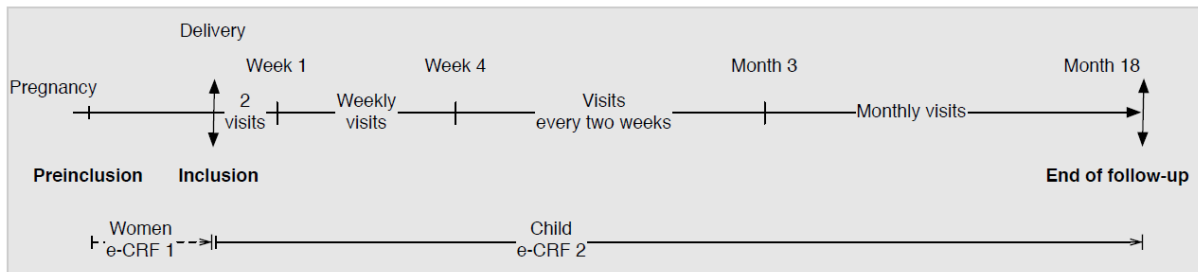 Delivery
Week 1
Week 4
Month 3
Month 18
Pregnancy
2
visits
Weekly
visits
Visits
every two weeks
Monthly visits
Preinclusion
Inclusion
End of follow-up
Women
e-CRF 1
Child
e-CRF 2